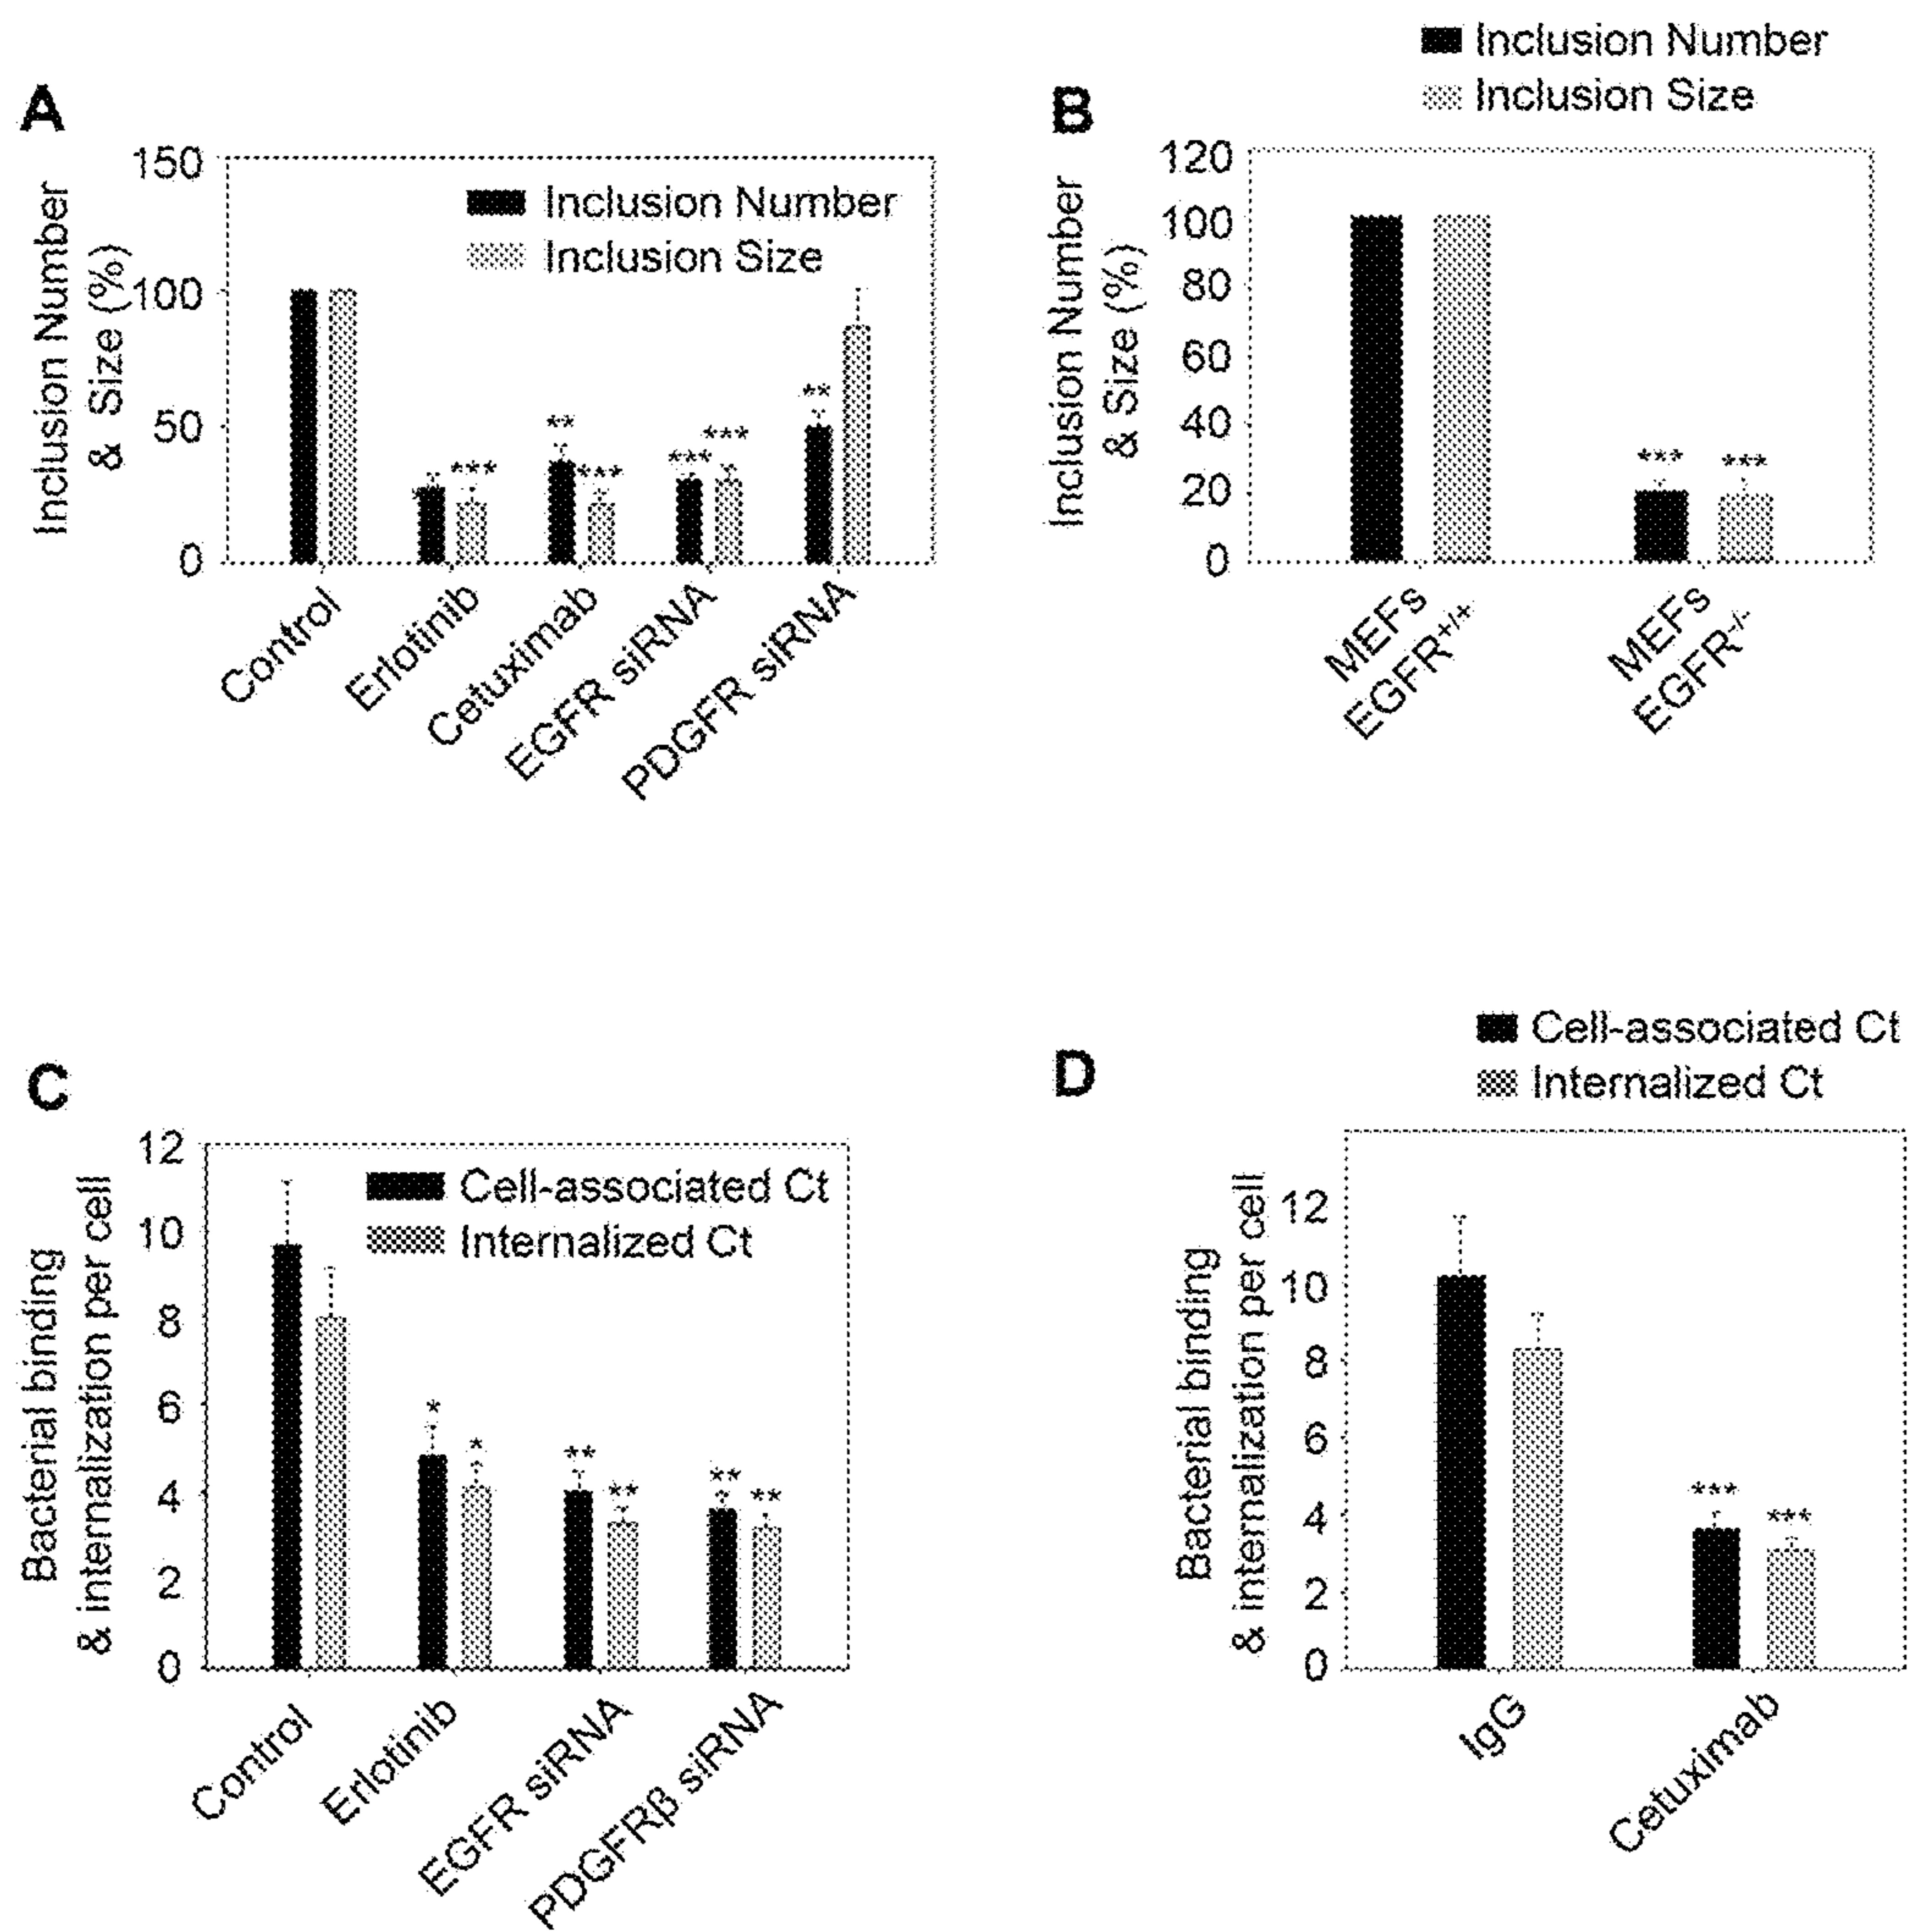 A
Inclusion Number
& Size (%)
150
100
50
0
Inclusion Number
Inclusion Size
**
***
**
***
***
***
Control
Erlotinib
Cetuximab
EGFR siRNA
PDGFR siRNA
B
Inclusion Number
Inclusion Size
Inclusion Number
& Size (%)
120
100
80
60
40
20
0
***
***
MEFs
EGFR+/+
MEFs
EGFR-/-
C
Bacterial binding
& internalization per cell
12
10
8
6
4
2
0
Cell-associated Ct
Internalized Ct
*
*
**
**
**
**
Control
Erlotinib
EGFR siRNA
PDGFRβ siRNA
D
Cell-associated Ct
Internalized Ct
Bacterial binding
& internalization per cell
12
10
8
6
4
2
0
***
***
IgG
Cetuximab